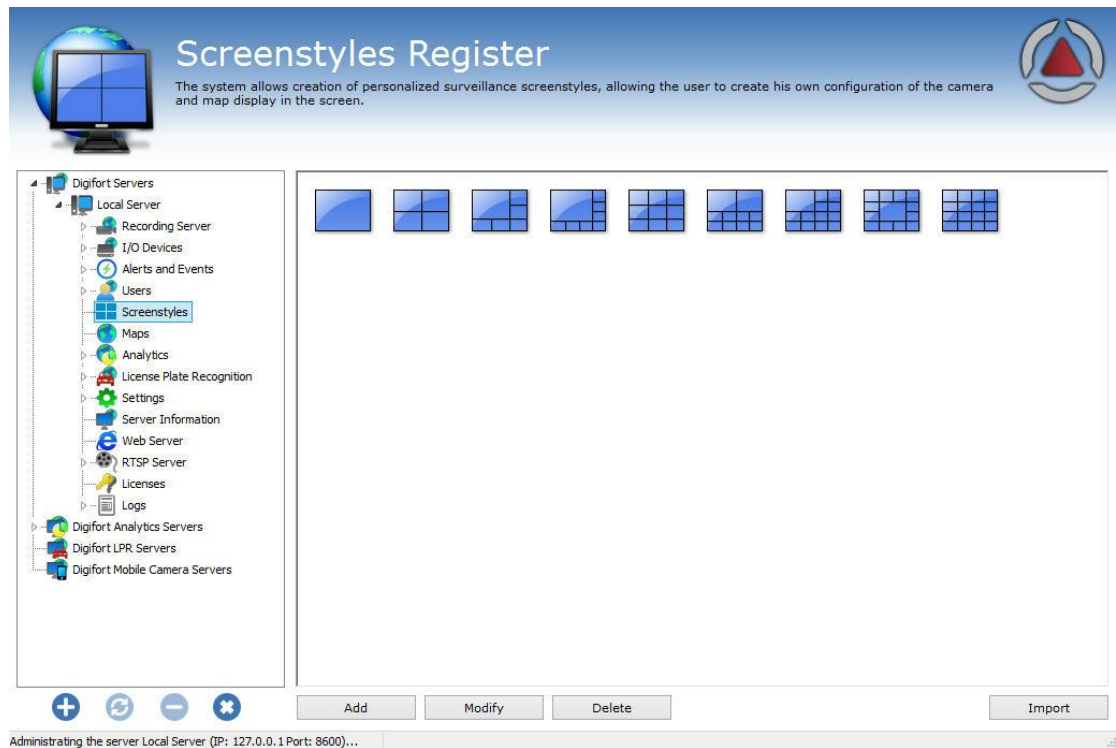 Screenstyles Register
The system allows creation of personalized surveillance screenstyles, allowing the user to create his own configuration of the camera
and map display in the screen.
Digifort Servers
Local Server
Recording Server
I/O Devices
Alerts and Events
Users
Screenstyles
Maps
Analytics
License Plate Recognition
Settings
Server Information
Web Server
RTSP Server
Licenses
Logs
Digifort Analytics Servers
Digifort LPR Servers
Digifort Mobile Camera Servers
Add
Modify
Delete
Import
Administrating the server Local Server (IP: 127.0.0.1 Port: 8600)...